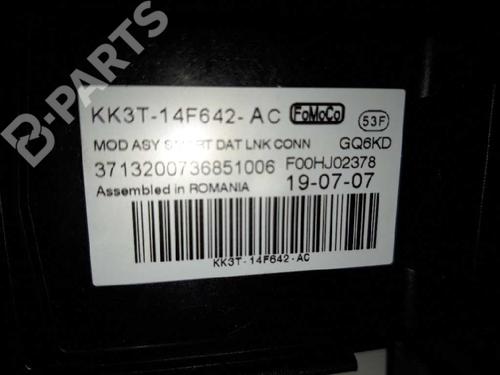 B-PARTS
KK3T-14F642-AC FoMoCo 53F
MOD ASY SMART DAT LNK CONN GQ6KD
3713200736851006 F00HJ02378
Assembled in ROMANIA 19-07-07
KK3T-14F642-AC